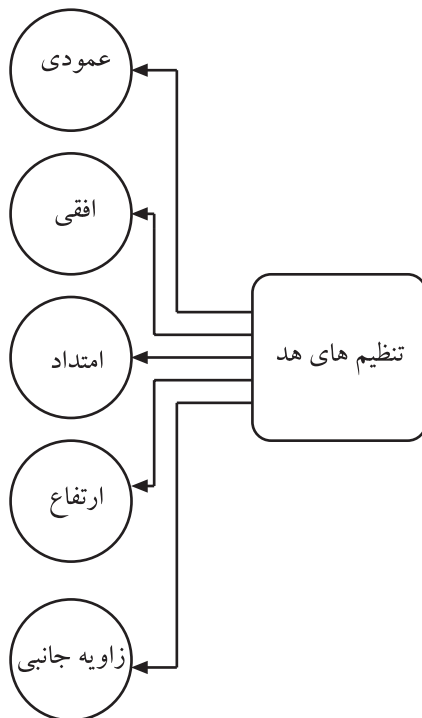 تنظیم های هد
عمودی
افقی
امتداد
ارتفاع
زاویه جانبی